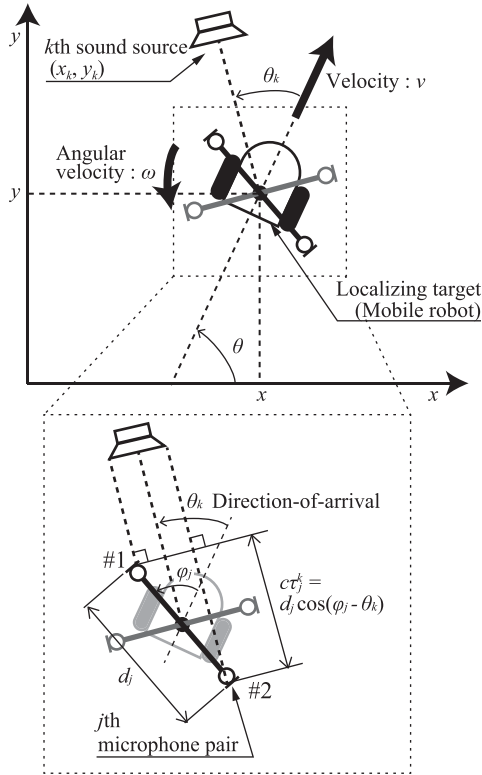 y
kth sound source
(xₖ, yₖ)
θₖ
Velocity : v
Angular
velocity : ω
y
Localizing target
(Mobile robot)
θ
x
x
θₖ Direction-of-arrival
#1
φⱼ
cτⱼᵏ =
dⱼ cos(φⱼ - θₖ)
dⱼ
#2
jth
microphone pair